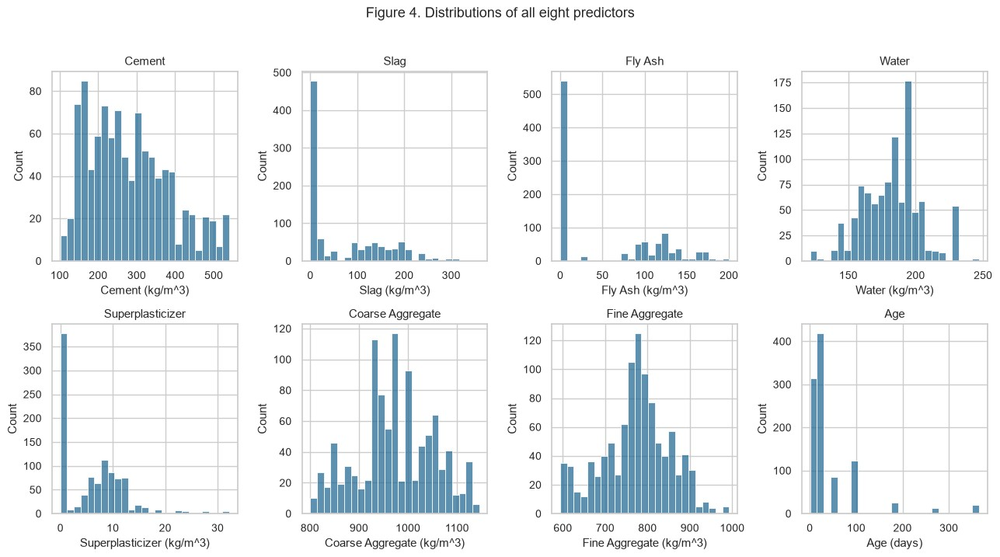 Figure 4. Distributions of all eight predictors
Cement
Count
80
60
40
20
0
100 200 300 400 500
Cement (kg/m^3)
Slag
Count
500
400
300
200
100
0
0 100 200 300
Slag (kg/m^3)
Fly Ash
Count
500
400
300
200
100
0
0 50 100 150 200
Fly Ash (kg/m^3)
Water
Count
175
150
125
100
75
50
25
0
150 200 250
Water (kg/m^3)
Superplasticizer
Count
350
300
250
200
150
100
50
0
0 10 20 30
Superplasticizer (kg/m^3)
Coarse Aggregate
Count
120
100
80
60
40
20
0
800 900 1000 1100
Coarse Aggregate (kg/m^3)
Fine Aggregate
Count
120
100
80
60
40
20
0
600 700 800 900 1000
Fine Aggregate (kg/m^3)
Age
Count
400
300
200
100
0
0 100 200 300
Age (days)